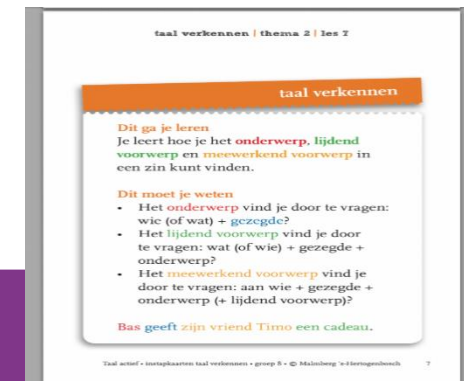 taal verkennen | thema 2 | les 7
taal verkennen
Dit ga je leren
Je leert hoe je het onderwerp, lijdend
voorwerp en meewerkend voorwerp in
een zin kunt vinden.
Dit moet je weten
• Het onderwerp vind je door te vragen:
wie (of wat) + gezegde?
• Het lijdend voorwerp vind je door
te vragen: wat (of wie) + gezegde +
onderwerp?
• Het meewerkend voorwerp vind je
door te vragen: aan wie + gezegde +
onderwerp (+ lijdend voorwerp)?
Bas geeft zijn vriend Timo een cadeau.
Taal actief • instapkaarten taal verkennen • groep 8 • © Malmberg 's-Hertogenbosch
7